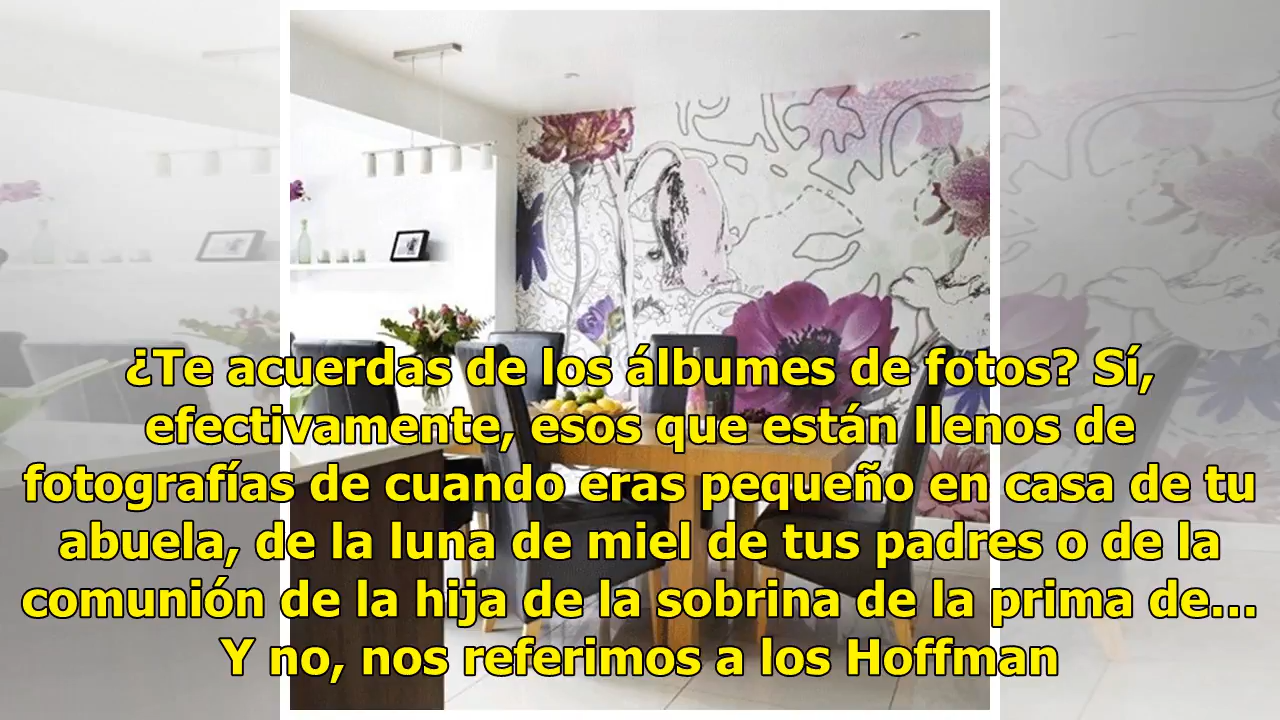 ¿Te acuerdas de los álbumes de fotos? Sí,
efectivamente, esos que están llenos de
fotografías de cuando eras pequeño en casa de tu
abuela, de la luna de miel de tus padres o de la
comunión de la hija de la sobrina de la prima de...
Y no, nos referimos a los Hoffman